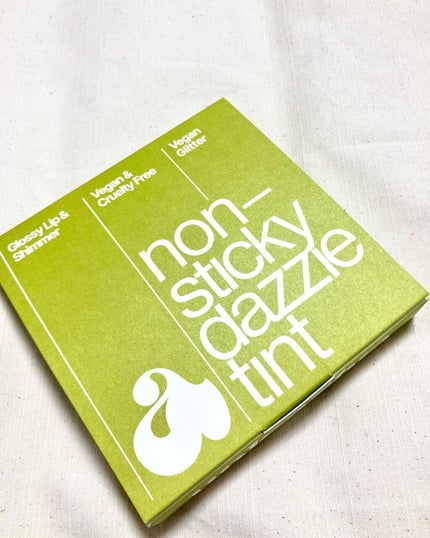 Glossy Lip &
Shimmer
Vegan &
Cruelty Free
Vegan
Glitter
non-
sticky
dazzle
tint
a